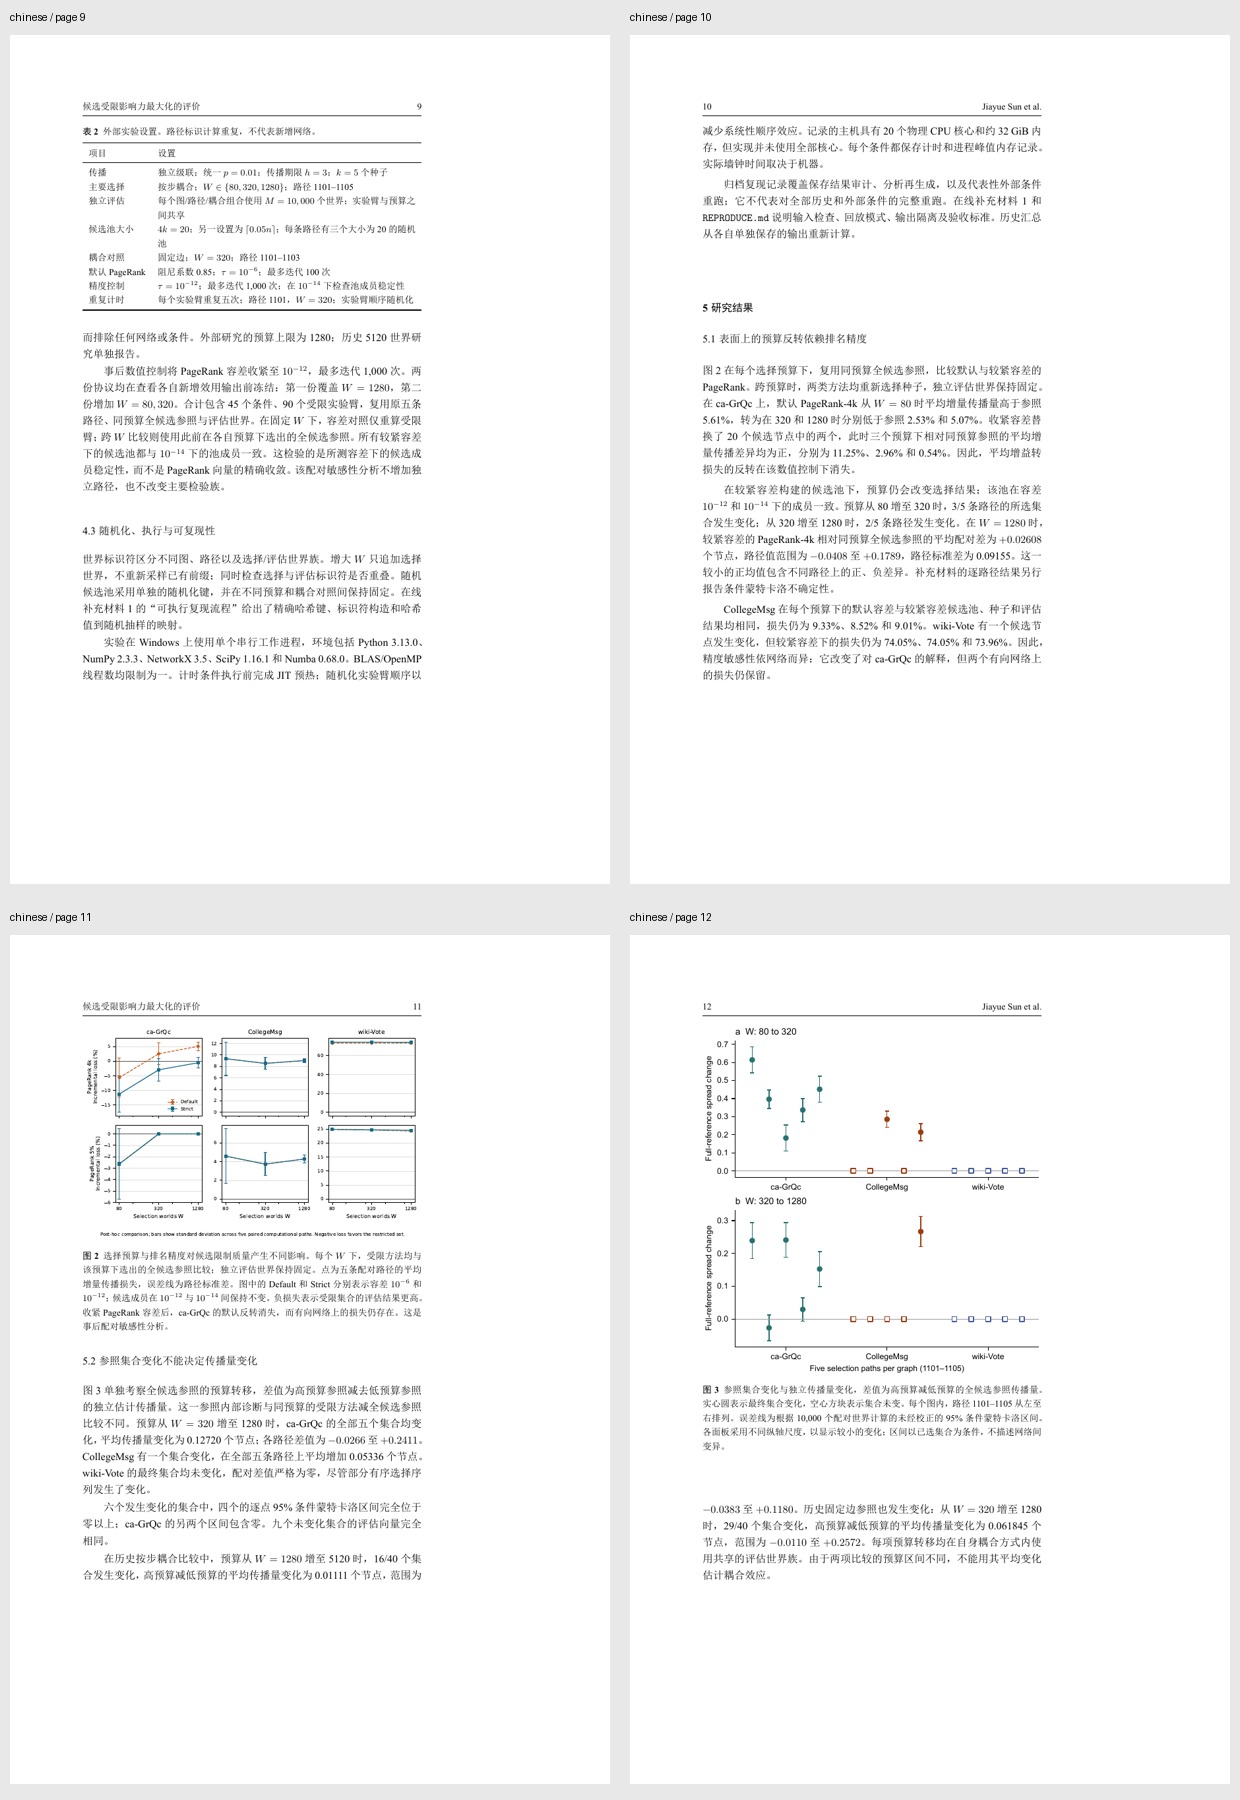 chinese / page 9
候选受限影响力最大化的评价 9
表 2 外部实验设置。路径标识计算重复,不代表新增网络。
项目 设置
传播 独立级联;统一 p = 0.01;传播期限 h = 3;k = 5 个种子
主要选择 按步耦合;W ∈ {80, 320, 1280};路径 1101–1105
独立评估 每个图/路径/耦合组合使用 M = 10,000 个世界;实验臂与预算之
间共享
候选池大小 4k = 20;另一设置为 ⌈0.05n⌉;每条路径有三个大小为 20 的随机
池
耦合对照 固定边;W = 320;路径 1101–1103
默认 PageRank 阻尼系数 0.85;τ = 10−6;最多迭代 100 次
精度控制 τ = 10−12;最多迭代 1,000 次;在 10−14 下检查池成员稳定性
重复计时 每个实验臂重复五次;路径 1101,W = 320;实验臂顺序随机化
而排除任何网络或条件。外部研究的预算上限为 1280;历史 5120 世界研
究单独报告。
事后数值控制将 PageRank 容差收紧至 10−12,最多迭代 1,000 次。两
份协议均在查看各自新增效用输出前冻结:第一份覆盖 W = 1280,第二
份增加 W = 80, 320。合计包含 45 个条件、90 个受限实验臂,复用原五条
路径、同预算全候选参照与评估世界。在固定 W 下,容差对照仅重算受限
臂;跨 W 比较则使用此前在各自预算下选出的全候选参照。所有较紧容差
下的候选池都与 10−14 下的池成员一致。这检验的是所测容差下的候选成
员稳定性,而不是 PageRank 向量的精确收敛。该配对敏感性分析不增加独
立路径,也不改变主要检验族。
4.3 随机化、执行与可复现性
世界标识符区分不同图、路径以及选择/评估世界族。增大 W 只追加选择
世界,不重新采样已有前缀;同时检查选择与评估标识符是否重叠。随机
候选池采用单独的随机化键,并在不同预算和耦合对照间保持固定。在线
补充材料 1 的“可执行复现流程”给出了精确哈希键、标识符构造和哈希
值到随机抽样的映射。
实验在 Windows 上使用单个串行工作进程,环境包括 Python 3.13.0、
NumPy 2.3.3、NetworkX 3.5、SciPy 1.16.1 和 Numba 0.68.0。BLAS/OpenMP
线程数均限制为一。计时条件执行前完成 JIT 预热;随机化实验臂顺序以
chinese / page 10
10 Jiayue Sun et al.
减少系统性顺序效应。记录的主机具有 20 个物理 CPU 核心和约 32 GiB 内
存,但实现并未使用全部核心。每个条件都保存计时和进程峰值内存记录。
实际墙钟时间取决于机器。
归档复现记录覆盖保存结果审计、分析再生成,以及代表性外部条件
重跑;它不代表对全部历史和外部条件的完整重跑。在线补充材料 1 和
REPRODUCE.md 说明输入检查、回放模式、输出隔离及验收标准。历史汇总
从各自单独保存的输出重新计算。
5 研究结果
5.1 表面上的预算反转依赖排名精度
图 2 在每个选择预算下,复用同预算全候选参照,比较默认与较紧容差的
PageRank。跨预算时,两类方法均重新选择种子,独立评估世界保持固定。
在 ca-GrQc 上,默认 PageRank-4k 从 W = 80 时平均增量传播量高于参照
5.61%,转为在 320 和 1280 时分别低于参照 2.53% 和 5.07%。收紧容差替
换了 20 个候选节点中的两个,此时三个预算下相对同预算参照的平均增
量传播差异均为正,分别为 11.25%、2.96% 和 0.54%。因此,平均增益转
损失的反转在该数值控制下消失。
在较紧容差构建的候选池下,预算仍会改变选择结果;该池在容差
10−12 和 10−14 下的成员一致。预算从 80 增至 320 时,3/5 条路径的所选集
合发生变化;从 320 增至 1280 时,2/5 条路径发生变化。在 W = 1280 时,
较紧容差的 PageRank-4k 相对同预算全候选参照的平均配对差为 +0.02608
个节点,路径值范围为 −0.0408 至 +0.1789,路径标准差为 0.09155。这一
较小的正均值包含不同路径上的正、负差异。补充材料的逐路径结果另行
报告条件蒙特卡洛不确定性。
CollegeMsg 在每个预算下的默认容差与较紧容差候选池、种子和评估
结果均相同,损失仍为 9.33%、8.52% 和 9.01%。wiki-Vote 有一个候选节
点发生变化,但较紧容差下的损失仍为 74.05%、74.05% 和 73.96%。因此,
精度敏感性依网络而异:它改变了对 ca-GrQc 的解释,但两个有向网络上
的损失仍保留。
chinese / page 11
候选受限影响力最大化的评价 11
ca-GrQc CollegeMsg wiki-Vote
PageRank 4k
Incremental loss (%)
5 0 −5 −10 −15
Default
Strict
12 10 8 6 4 2 0
60 40 20 0
PageRank 5%
Incremental loss (%)
0 −1 −2 −3 −4 −5 −6
6 4 2 0
25 20 15 10 5 0
80 320 1280 80 320 1280 80 320 1280
Selection worlds W Selection worlds W Selection worlds W
Post-hoc comparison; bars show standard deviation across five paired computational paths. Negative loss favors the restricted set.
图 2 选择预算与排名精度对候选限制质量产生不同影响。每个 W 下,受限方法均与
该预算下选出的全候选参照比较;独立评估世界保持固定。点为五条配对路径的平均
增量传播损失,误差线为路径标准差。图中的 Default 和 Strict 分别表示容差 10−6 和
10−12;候选成员在 10−12 与 10−14 间保持不变。负损失表示受限集合的评估结果更高。
收紧 PageRank 容差后,ca-GrQc 的默认反转消失,而有向网络上的损失仍存在。这是
事后配对敏感性分析。
5.2 参照集合变化不能决定传播量变化
图 3 单独考察全候选参照的预算转移,差值为高预算参照减去低预算参照
的独立估计传播量。这一参照内部诊断与同预算的受限方法减全候选参照
比较不同。预算从 W = 320 增至 1280 时,ca-GrQc 的全部五个集合均变
化,平均传播量变化为 0.12720 个节点;各路径差值为 −0.0266 至 +0.2411。
CollegeMsg 有一个集合变化,在全部五条路径上平均增加 0.05336 个节点。
wiki-Vote 的最终集合均未变化,配对差值严格为零,尽管部分有序选择序
列发生了变化。
六个发生变化的集合中,四个的逐点 95% 条件蒙特卡洛区间完全位于
零以上;ca-GrQc 的另两个区间包含零。九个未变化集合的评估向量完全
相同。
在历史按步耦合比较中,预算从 W = 1280 增至 5120 时,16/40 个集
合发生变化,高预算减低预算的平均传播量变化为 0.01111 个节点,范围为
chinese / page 12
12 Jiayue Sun et al.
a W: 80 to 320
Full-reference spread change
0.7 0.6 0.5 0.4 0.3 0.2 0.1 0.0
ca-GrQc CollegeMsg wiki-Vote
b W: 320 to 1280
Full-reference spread change
0.3 0.2 0.1 0.0
ca-GrQc CollegeMsg wiki-Vote
Five selection paths per graph (1101–1105)
图 3 参照集合变化与独立传播量变化,差值为高预算减低预算的全候选参照传播量。
实心圆表示最终集合变化,空心方块表示集合未变。每个图内,路径 1101–1105 从左至
右排列。误差线为根据 10,000 个配对世界计算的未经校正的 95% 条件蒙特卡洛区间。
各面板采用不同纵轴尺度,以显示较小的变化;区间以已选集合为条件,不描述网络间
变异。
−0.0383 至 +0.1180。历史固定边参照也发生变化:从 W = 320 增至 1280
时,29/40 个集合变化,高预算减低预算的平均传播量变化为 0.061845 个
节点,范围为 −0.0110 至 +0.2572。每项预算转移均在自身耦合方式内使
用共享的评估世界族。由于两项比较的预算区间不同,不能用其平均变化
估计耦合效应。